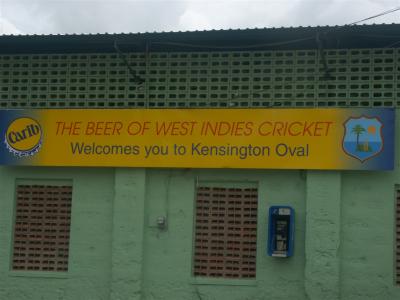 Carib
THE BEER OF WEST INDIES CRICKET
Welcomes you to Kensington Oval